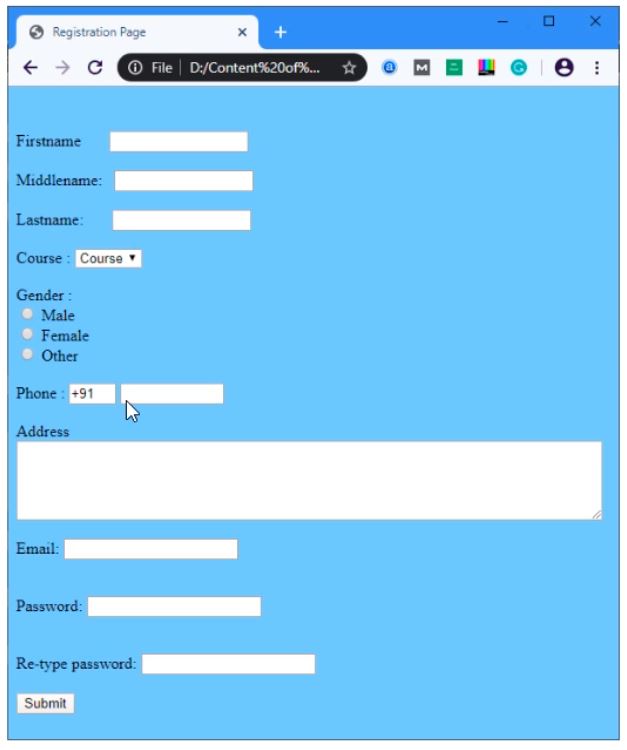 Registration Page
File | D:/Content%20of%...
Firstname
Middlename:
Lastname:
Course : Course
Gender :
Male
Female
Other
Phone : +91
Address
Email:
Password:
Re-type password:
Submit